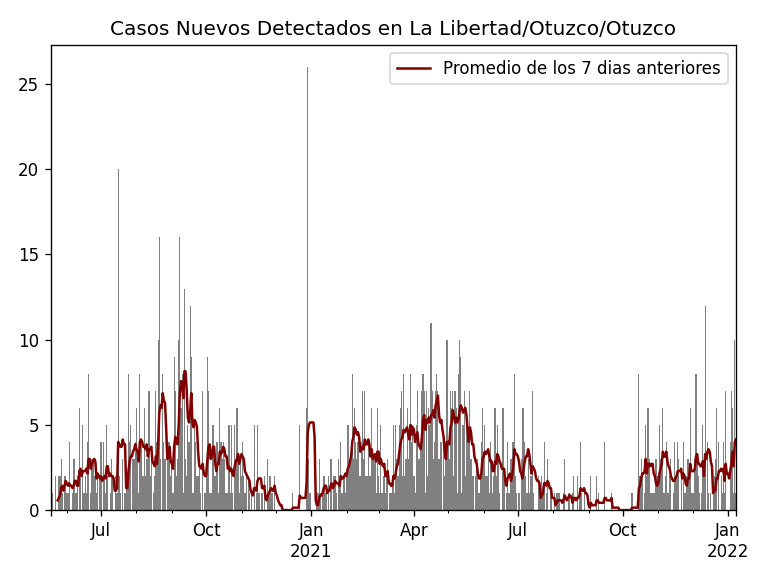 Casos Nuevos Detectados en La Libertad/Otuzco/Otuzco
Promedio de los 7 dias anteriores
25
20
15
10
5
0
Jul Oct Jan Apr Jul Oct Jan
2021 2022